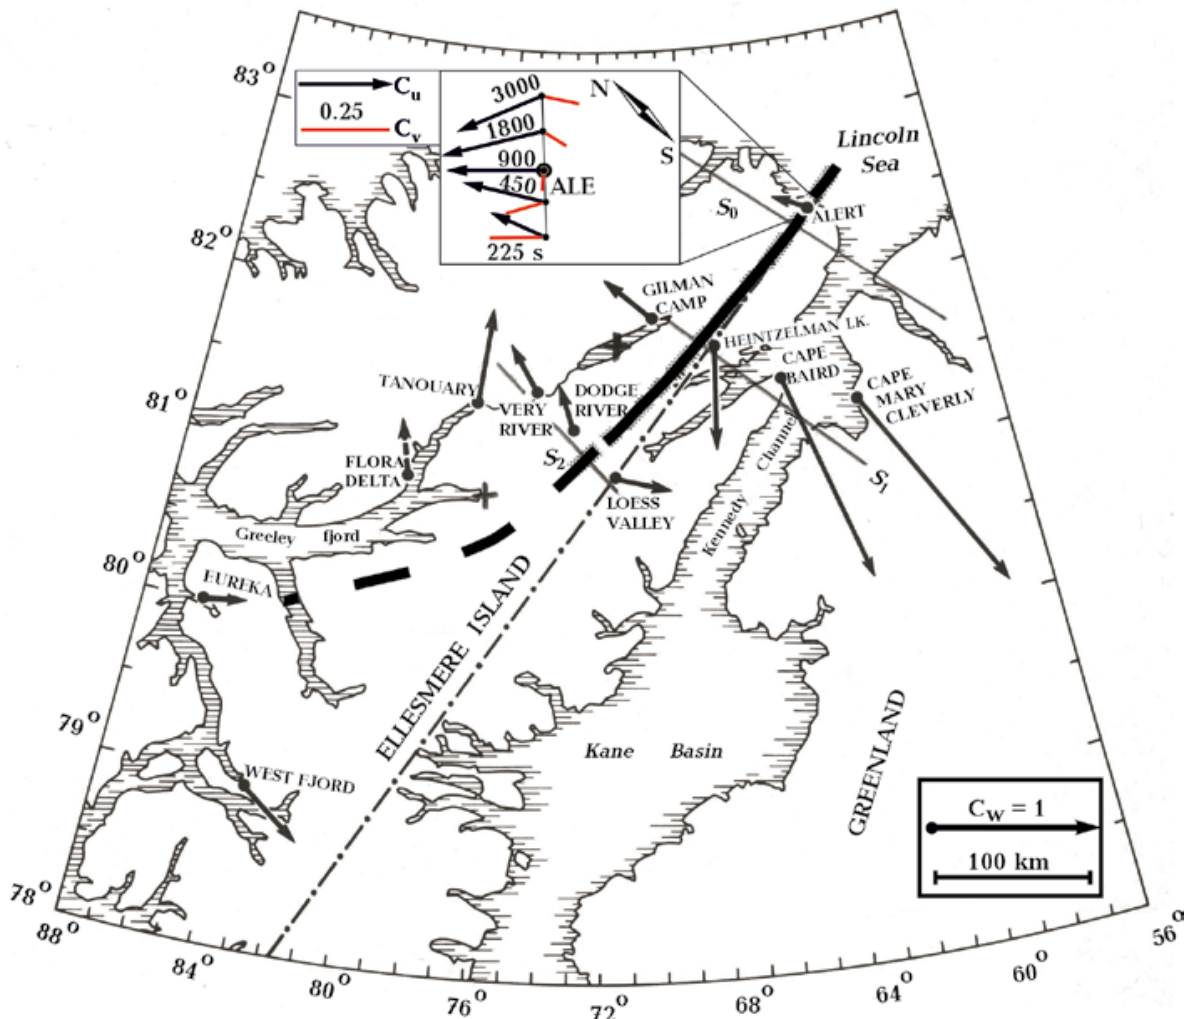 83°
82°
81°
80°
79°
78°
88°
84°
80°
76°
72°
68°
64°
60°
56°
Cu
0.25
Cv
3000
1800
900
450
225 s
ALE
N
S
Lincoln
Sea
S0
ALERT
GILMAN
CAMP
HEINTZELMAN LK.
CAPE
BAIRD
CAPE
MARY
CLEVERLY
TANQUARY
VERY
RIVER
DODGE
RIVER
S2
S1
FLORA
DELTA
LOESS
VALLEY
Kennedy Channel
Greeley fjord
EUREKA
ELLESMERE ISLAND
WEST FJORD
Kane Basin
GREENLAND
CW = 1
100 km